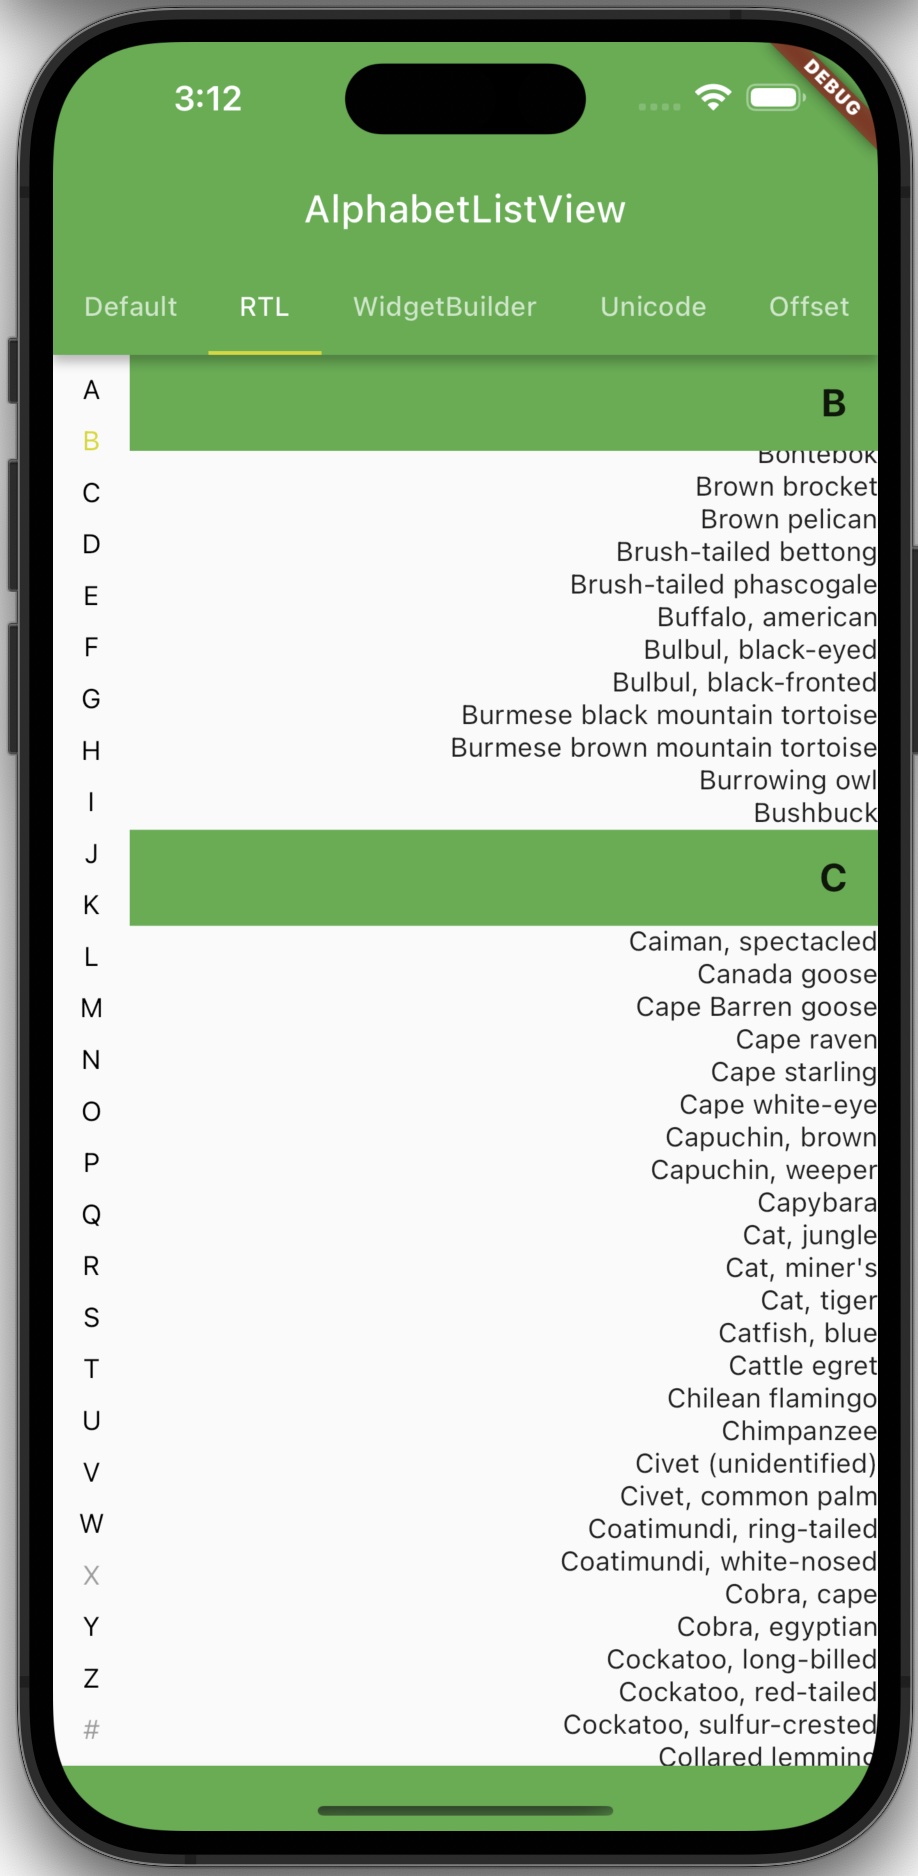 3:12
DEBUG
AlphabetListView
Default RTL WidgetBuilder Unicode Offset
A
B
C
D
E
F
G
H
I
J
K
L
M
N
O
P
Q
R
S
T
U
V
W
X
Y
Z
#
B
Bontebok
Brown brocket
Brown pelican
Brush-tailed bettong
Brush-tailed phascogale
Buffalo, american
Bulbul, black-eyed
Bulbul, black-fronted
Burmese black mountain tortoise
Burmese brown mountain tortoise
Burrowing owl
Bushbuck
C
Caiman, spectacled
Canada goose
Cape Barren goose
Cape raven
Cape starling
Cape white-eye
Capuchin, brown
Capuchin, weeper
Capybara
Cat, jungle
Cat, miner's
Cat, tiger
Catfish, blue
Cattle egret
Chilean flamingo
Chimpanzee
Civet (unidentified)
Civet, common palm
Coatimundi, ring-tailed
Coatimundi, white-nosed
Cobra, cape
Cobra, egyptian
Cockatoo, long-billed
Cockatoo, red-tailed
Cockatoo, sulfur-crested
Collared lemming